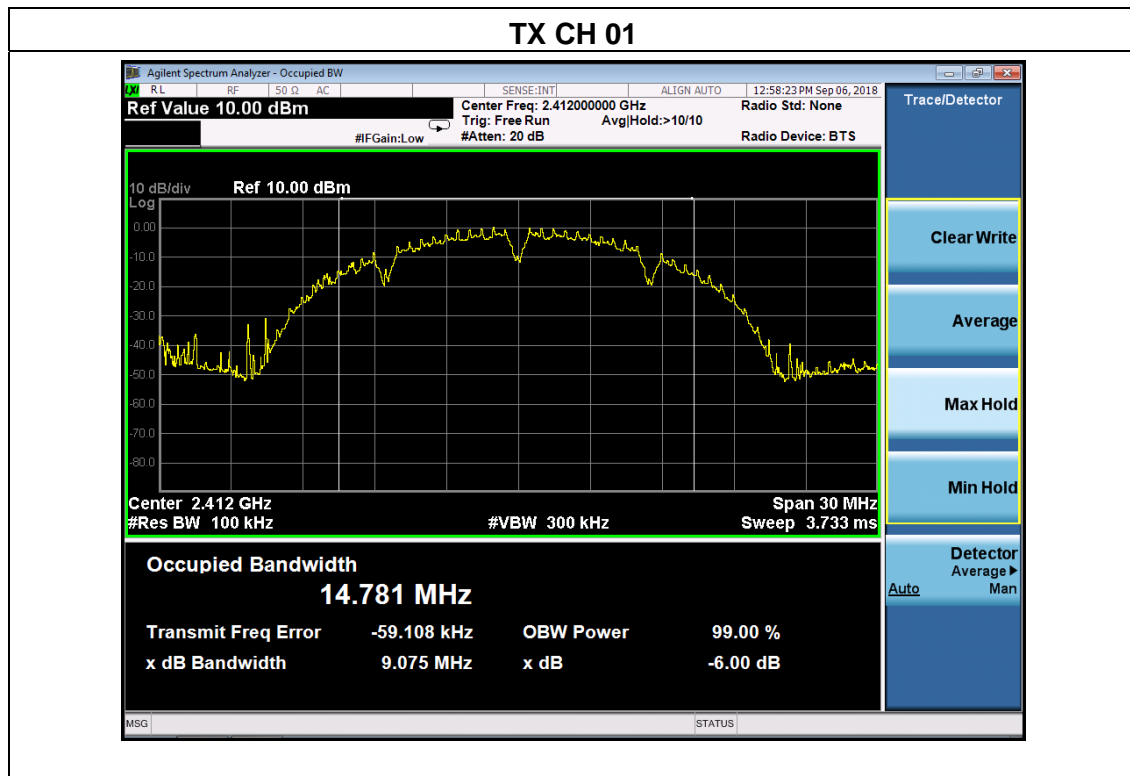 TX CH 01
Agilent Spectrum Analyzer - Occupied BW
LXI RL RF 50 Ω AC SENSE:INT ALIGN AUTO 12:58:23 PM Sep 06, 2018
Ref Value 10.00 dBm
Center Freq: 2.412000000 GHz Radio Std: None
Trig: Free Run Avg|Hold:>10/10
#IFGain:Low #Atten: 20 dB Radio Device: BTS
10 dB/div Ref 10.00 dBm
Log
0.00
-10.0
-20.0
-30.0
-40.0
-50.0
-60.0
-70.0
-80.0
Center 2.412 GHz Span 30 MHz
#Res BW 100 kHz #VBW 300 kHz Sweep 3.733 ms
Occupied Bandwidth
14.781 MHz
Transmit Freq Error -59.108 kHz OBW Power 99.00 %
x dB Bandwidth 9.075 MHz x dB -6.00 dB
MSG STATUS
Trace/Detector
Clear Write
Average
Max Hold
Min Hold
Detector
Average▶
Auto Man